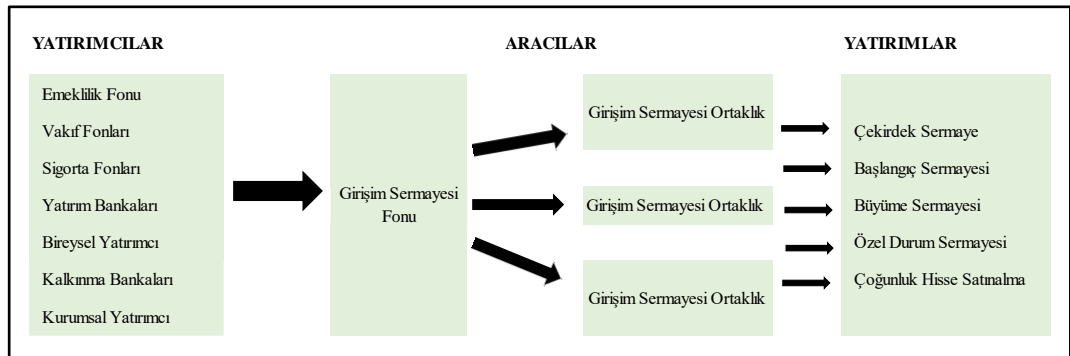 YATIRIMCILAR
ARACILAR
YATIRIMLAR
Emeklilik Fonu
Vakıf Fonları
Sigorta Fonları
Yatırım Bankaları
Bireysel Yatırımcı
Kalkınma Bankaları
Kurumsal Yatırımcı
Girişim Sermayesi
Fonu
Girişim Sermayesi Ortaklık
Girişim Sermayesi Ortaklık
Girişim Sermayesi Ortaklık
Çekirdek Sermaye
Başlangıç Sermayesi
Büyüme Sermayesi
Özel Durum Sermayesi
Çoğunluk Hisse Satınalma